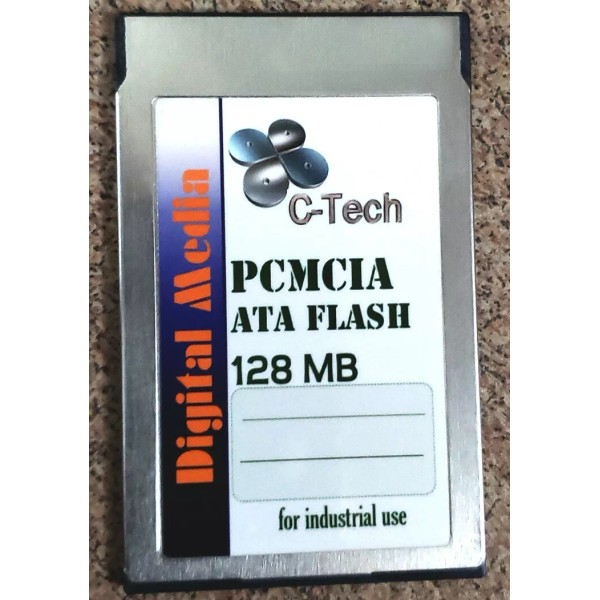 Digital Media
C-Tech
PCMCIA
ATA FLASH
128 MB
for industrial use